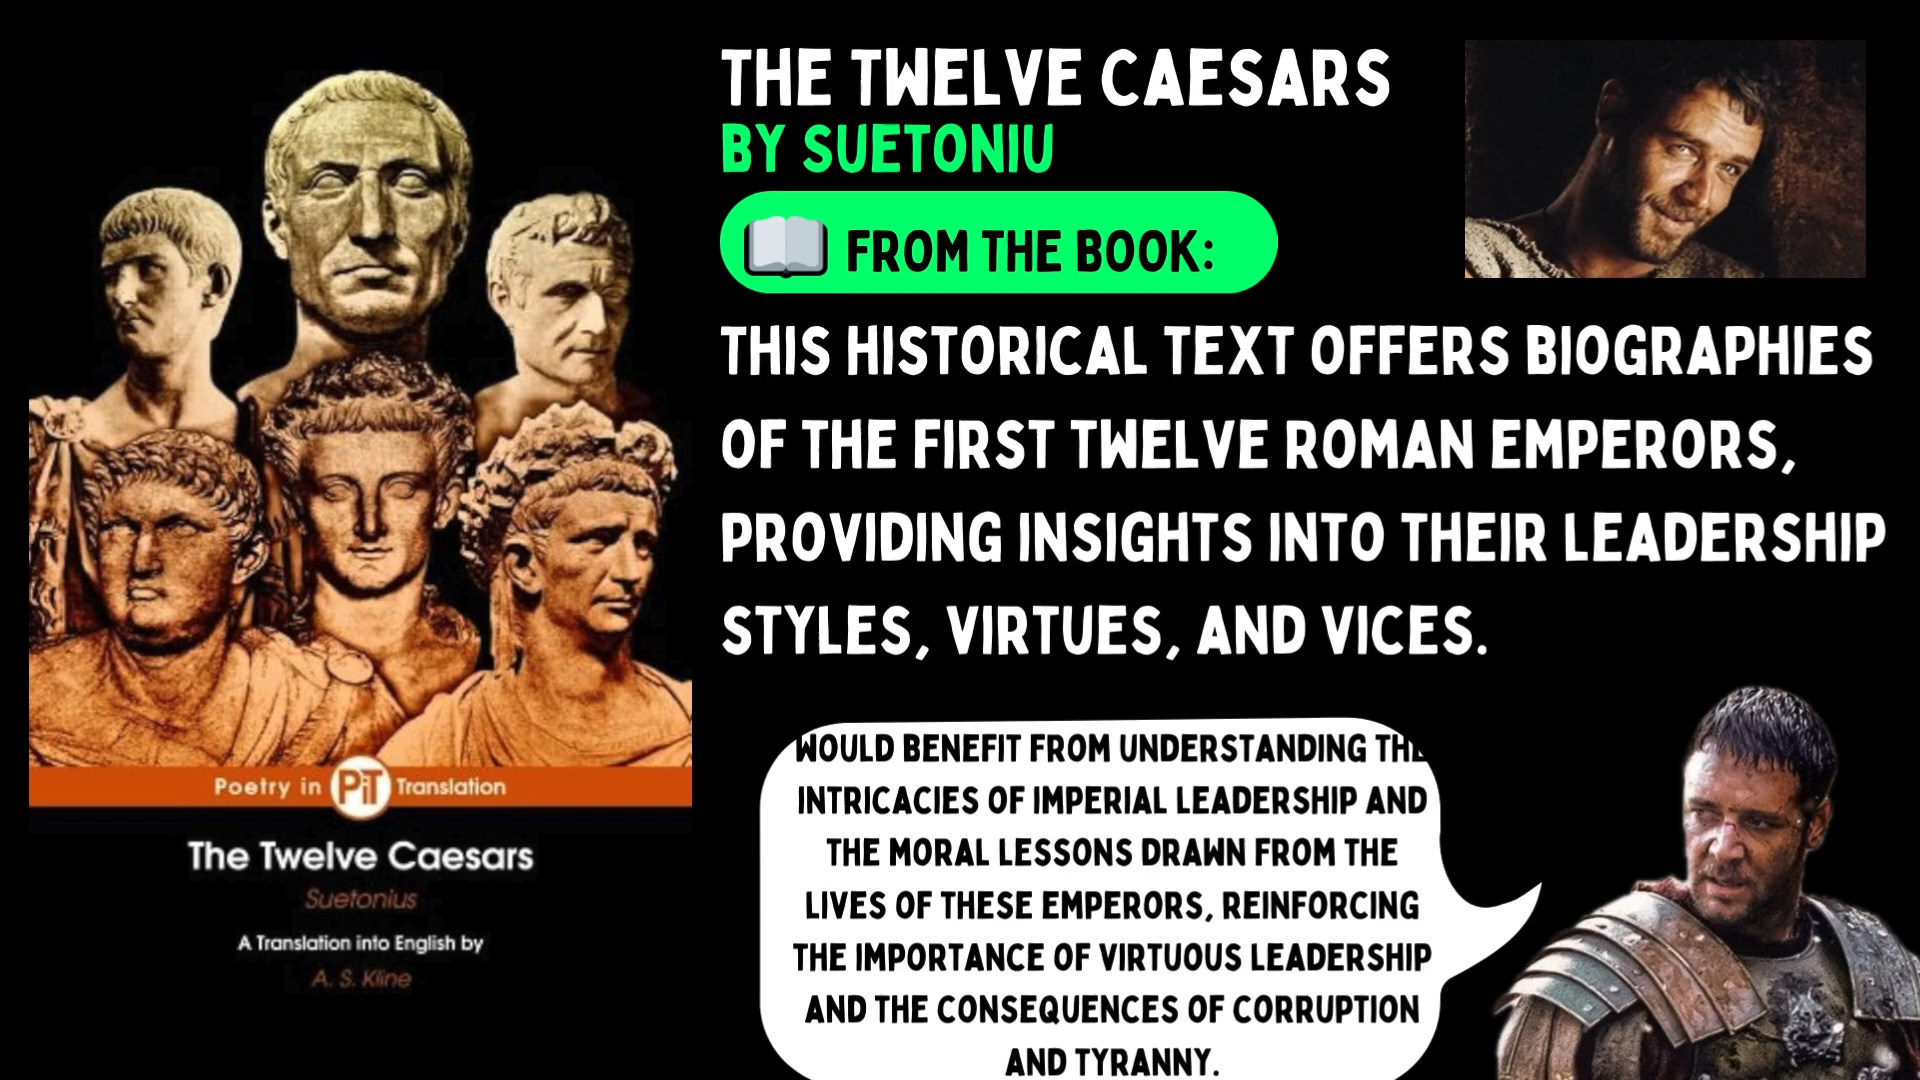 THE TWELVE CAESARS
BY SUETONIU
FROM THE BOOK:
THIS HISTORICAL TEXT OFFERS BIOGRAPHIES
OF THE FIRST TWELVE ROMAN EMPERORS,
PROVIDING INSIGHTS INTO THEIR LEADERSHIP
STYLES, VIRTUES, AND VICES.
WOULD BENEFIT FROM UNDERSTANDING THE
INTRICACIES OF IMPERIAL LEADERSHIP AND
THE MORAL LESSONS DRAWN FROM THE
LIVES OF THESE EMPERORS, REINFORCING
THE IMPORTANCE OF VIRTUOUS LEADERSHIP
AND THE CONSEQUENCES OF CORRUPTION
AND TYRANNY.
Poetry in PiT Translation
The Twelve Caesars
Suetonius
A Translation into English by
A. S. Kline